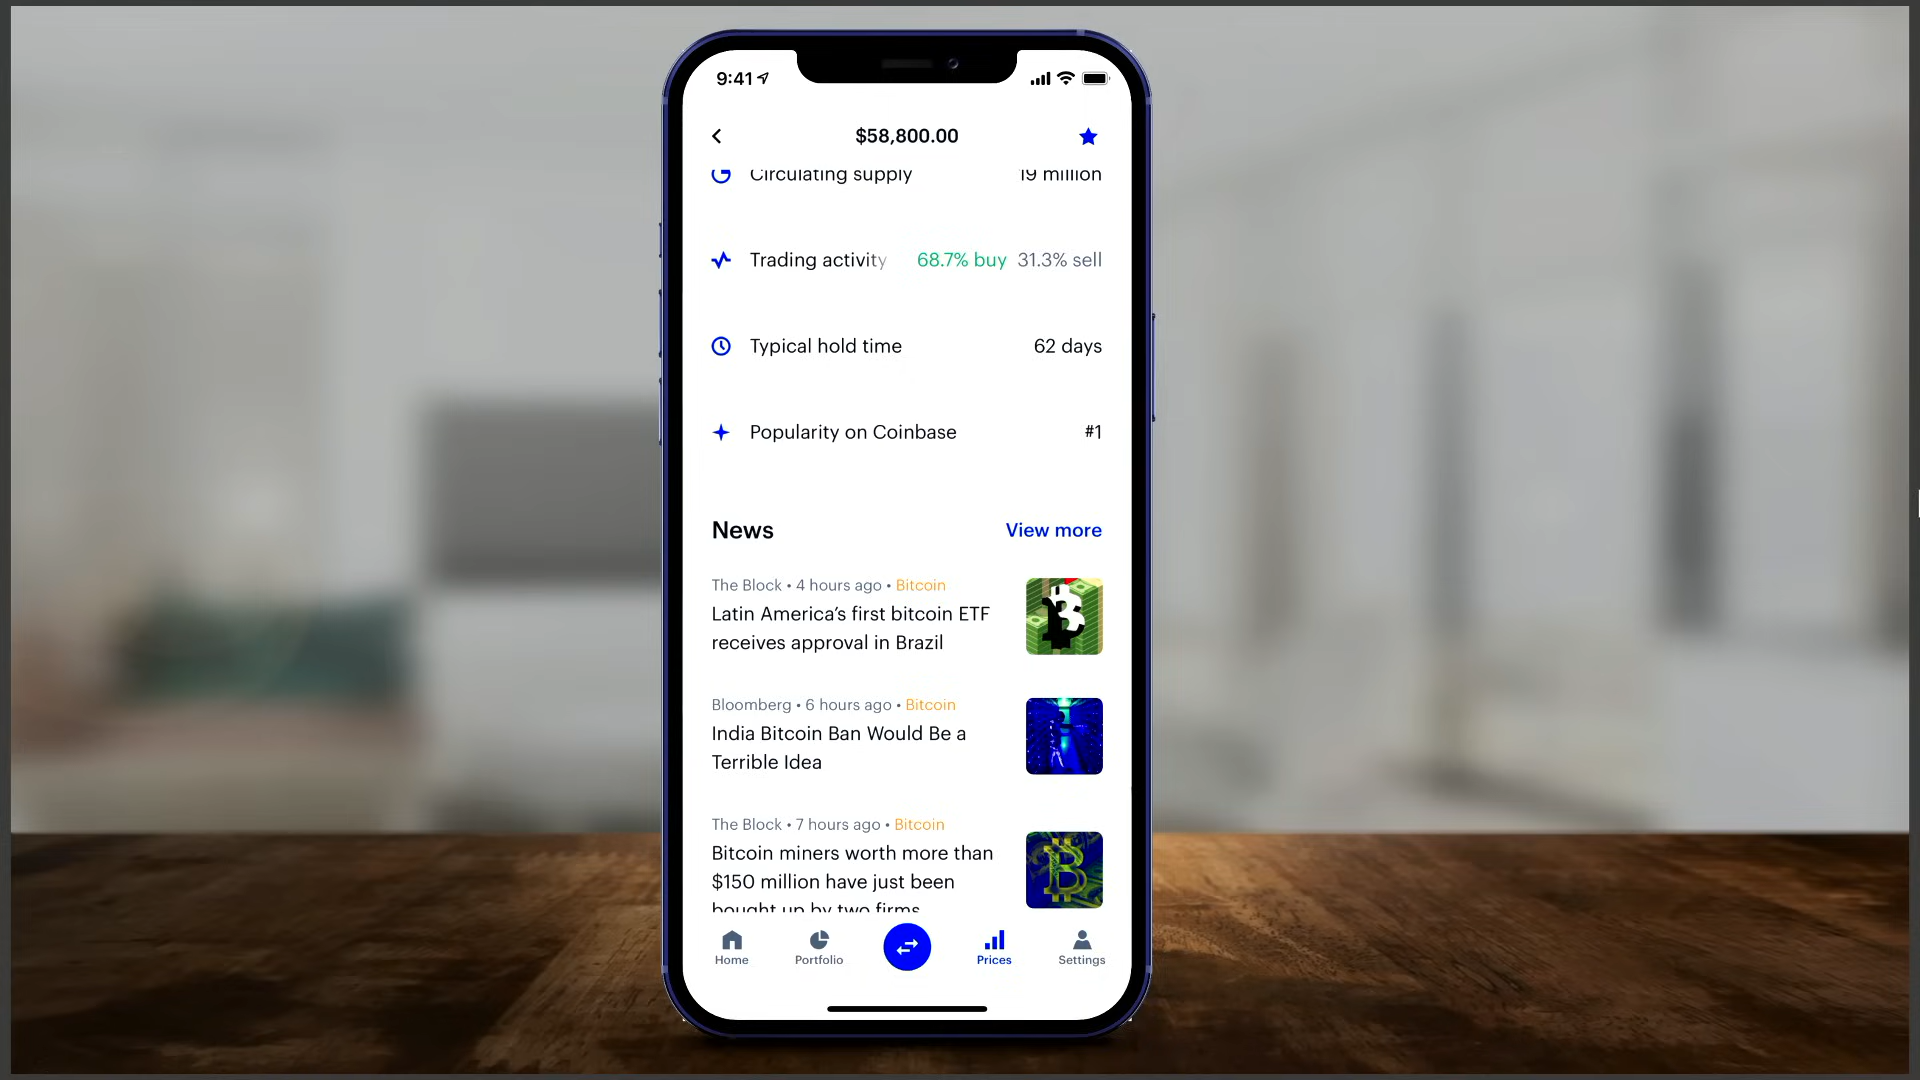 9:41
$58,800.00
Circulating supply 19 million
Trading activity 68.7% buy 31.3% sell
Typical hold time 62 days
Popularity on Coinbase #1
News View more
The Block • 4 hours ago • Bitcoin
Latin America’s first bitcoin ETF
receives approval in Brazil
Bloomberg • 6 hours ago • Bitcoin
India Bitcoin Ban Would Be a
Terrible Idea
The Block • 7 hours ago • Bitcoin
Bitcoin miners worth more than
$150 million have just been
bought up by two firms
Home Portfolio Prices Settings